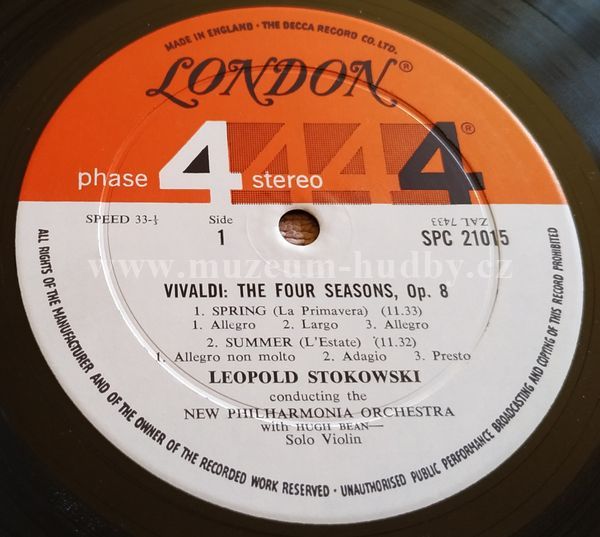 MADE IN ENGLAND · THE DECCA RECORD CO. LTD.
LONDON®
phase 4 stereo 4 4 4 4®
SPEED 33-⅓
Side
1
ZAL 7433
SPC 21015
www.muzeum-hudby.cz
VIVALDI: THE FOUR SEASONS, Op. 8
1. SPRING (La Primavera) (11.33)
1. Allegro 2. Largo 3. Allegro
2. SUMMER (L'Estate) (11.32)
1. Allegro non molto 2. Adagio 3. Presto
LEOPOLD STOKOWSKI
conducting the
NEW PHILHARMONIA ORCHESTRA
with HUGH BEAN—
Solo Violin
ALL RIGHTS OF THE MANUFACTURER AND OF THE OWNER OF THE RECORDED WORK RESERVED · UNAUTHORISED PUBLIC PERFORMANCE BROADCASTING AND COPYING OF THIS RECORD PROHIBITED